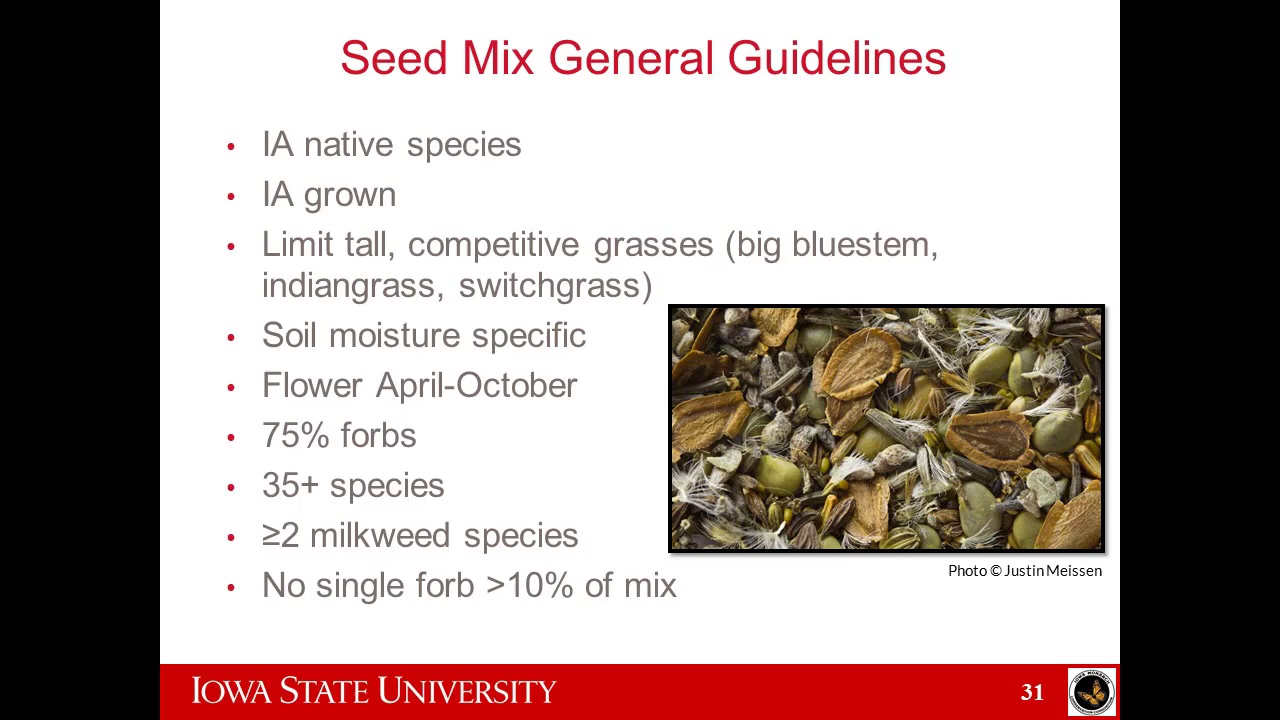 Seed Mix General Guidelines
• IA native species
• IA grown
• Limit tall, competitive grasses (big bluestem,
indiangrass, switchgrass)
• Soil moisture specific
• Flower April-October
• 75% forbs
• 35+ species
• ≥2 milkweed species
• No single forb >10% of mix
Photo © Justin Meissen
IOWA STATE UNIVERSITY
31